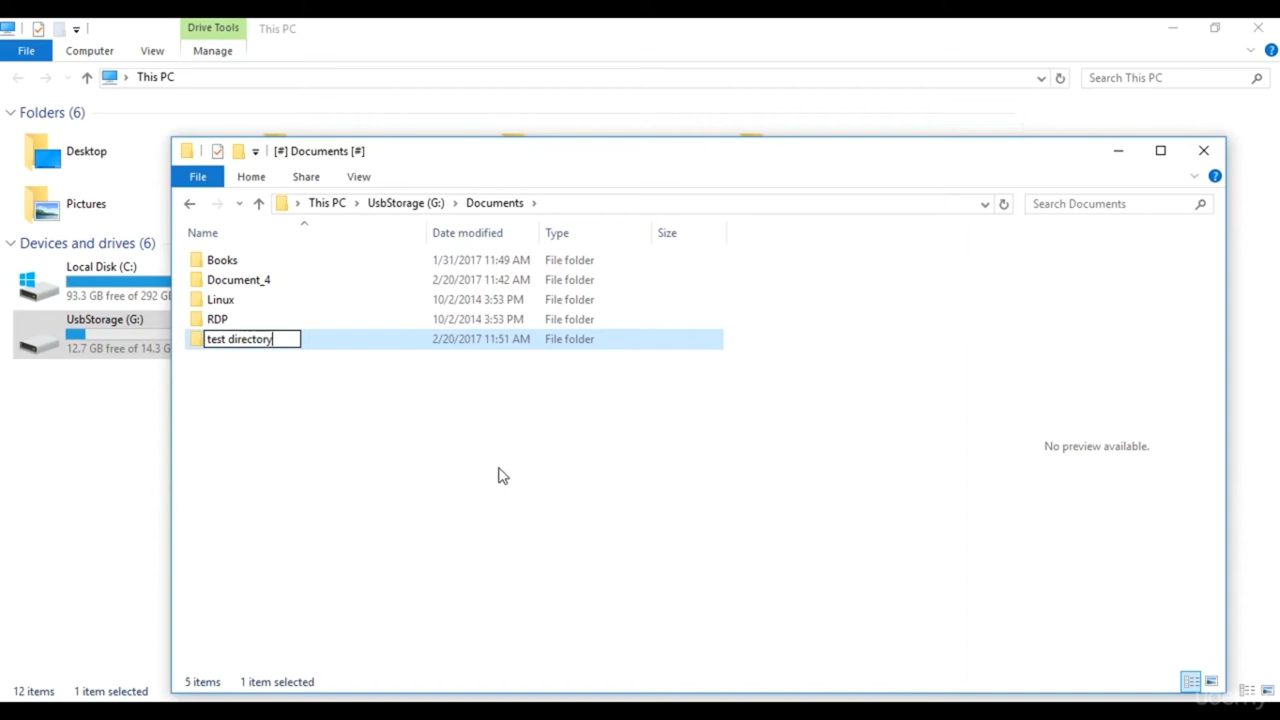 Drive Tools
This PC
File
Computer
View
Manage
This PC
Search This PC
Folders (6)
Desktop
Pictures
Devices and drives (6)
Local Disk (C:)
93.3 GB free of 292 G
UsbStorage (G:)
12.7 GB free of 14.3 G
[#] Documents [#]
File
Home
Share
View
This PC
UsbStorage (G:)
Documents
Search Documents
Name
Date modified
Type
Size
Books
1/31/2017 11:49 AM
File folder
Document_4
2/20/2017 11:42 AM
File folder
Linux
10/2/2014 3:53 PM
File folder
RDP
10/2/2014 3:53 PM
File folder
test directory
2/20/2017 11:51 AM
File folder
No preview available.
5 items
1 item selected
12 items
1 item selected